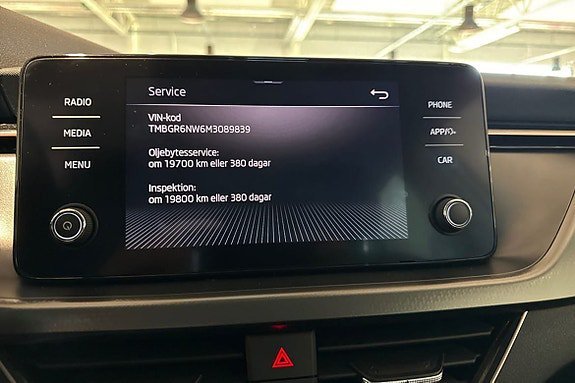 Service
RADIO
MEDIA
MENU
VIN-kod
TMBGR6NW6M3089839
Oljebytesservice:
om 19700 km eller 380 dagar
Inspektion:
om 19800 km eller 380 dagar
PHONE
APP/
CAR